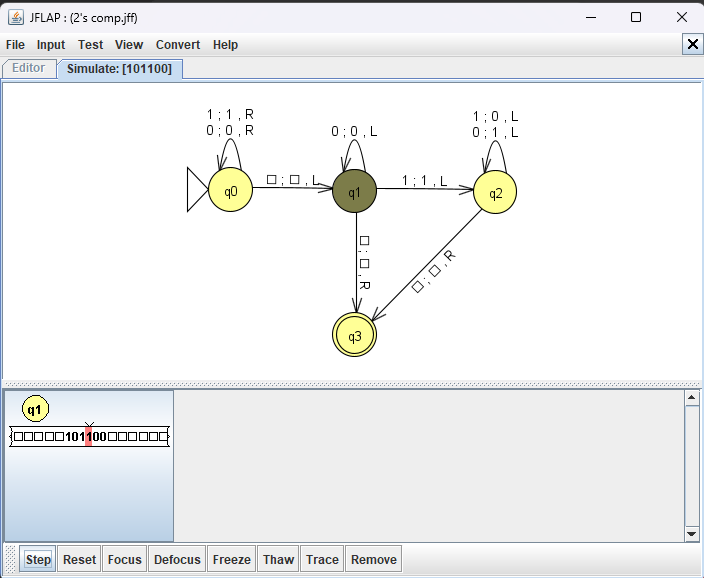 JFLAP : (2's comp.jff)
File Input Test View Convert Help
Editor Simulate: [101100]
1 ; 1 , R
0 ; 0 , R
0 ; 0 , L
1 ; 0 , L
0 ; 1 , L
q0
□ ; □ , L
q1
1 ; 1 , L
q2
□ ; □ , R
□ ; □ , R
q3
q1
□□□□□101100□□□□□□
Step Reset Focus Defocus Freeze Thaw Trace Remove